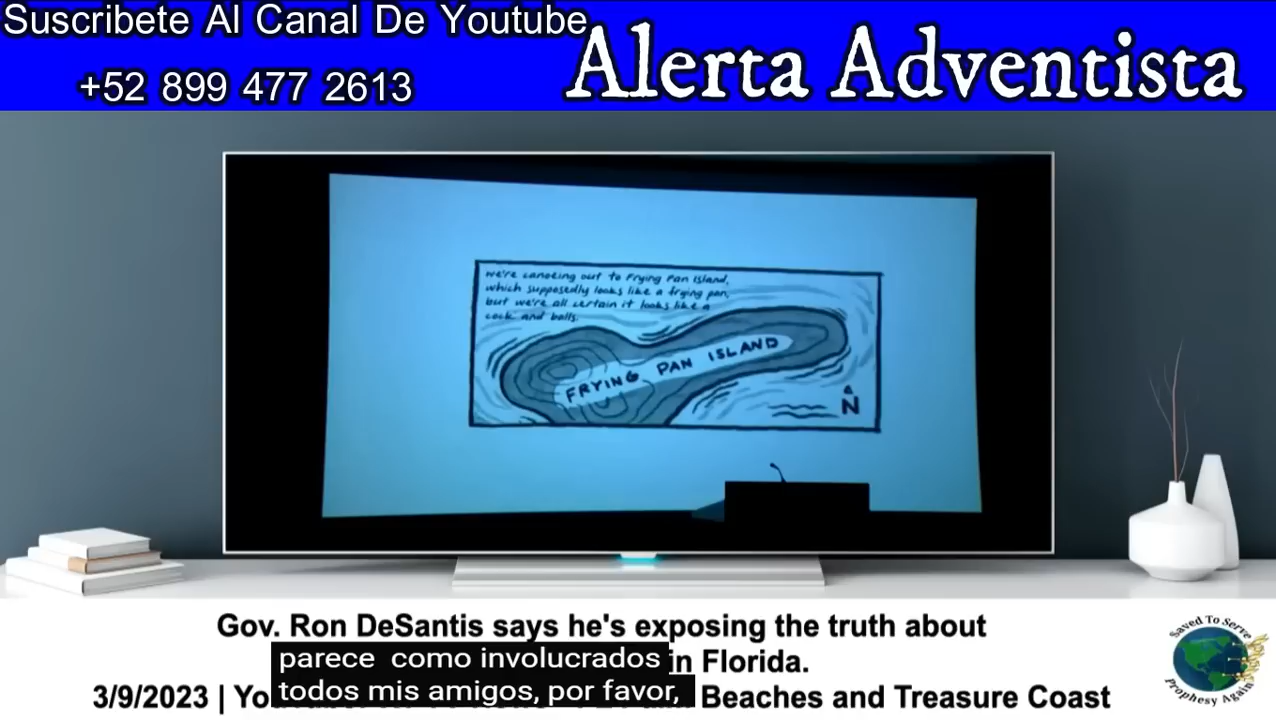 Suscribete Al Canal De Youtube
+52 899 477 2613
Alerta Adventista
we're canoeing out to Frying Pan Island,
which supposedly looks like a frying pan,
but we're all certain it looks like a
cock and balls.
FRYING PAN ISLAND
N
Gov. Ron DeSantis says he's exposing the truth about
in Florida.
parece como involucrados
todos mis amigos, por favor,
3/9/2023 | Beaches and Treasure Coast
Saved To Serve
Prophesy Again